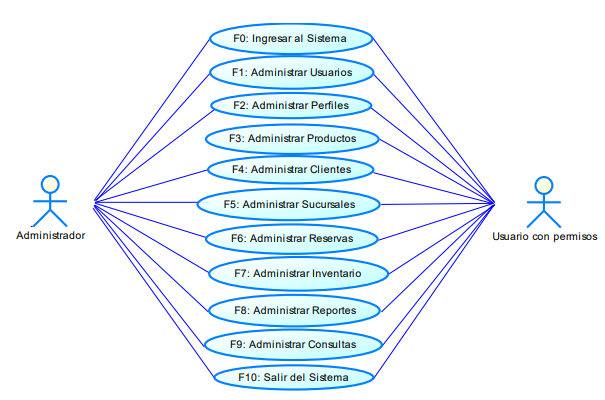 F0: Ingresar al Sistema
F1: Administrar Usuarios
F2: Administrar Perfiles
F3: Administrar Productos
F4: Administrar Clientes
F5: Administrar Sucursales
F6: Administrar Reservas
F7: Administrar Inventario
F8: Administrar Reportes
F9: Administrar Consultas
F10: Salir del Sistema
Administrador
Usuario con permisos